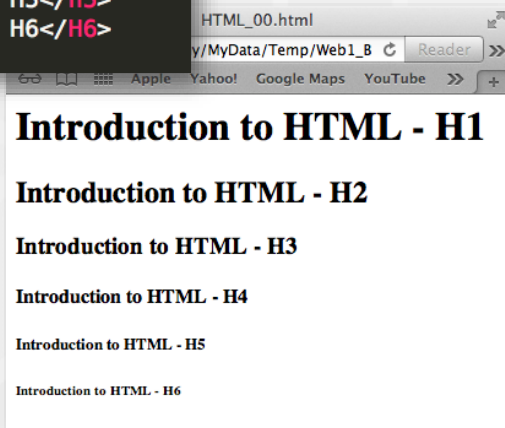 H5</H5>
H6</H6>
HTML_00.html
y/MyData/Temp/Web1_B
Reader
Apple Yahoo! Google Maps YouTube
Introduction to HTML - H1
Introduction to HTML - H2
Introduction to HTML - H3
Introduction to HTML - H4
Introduction to HTML - H5
Introduction to HTML - H6